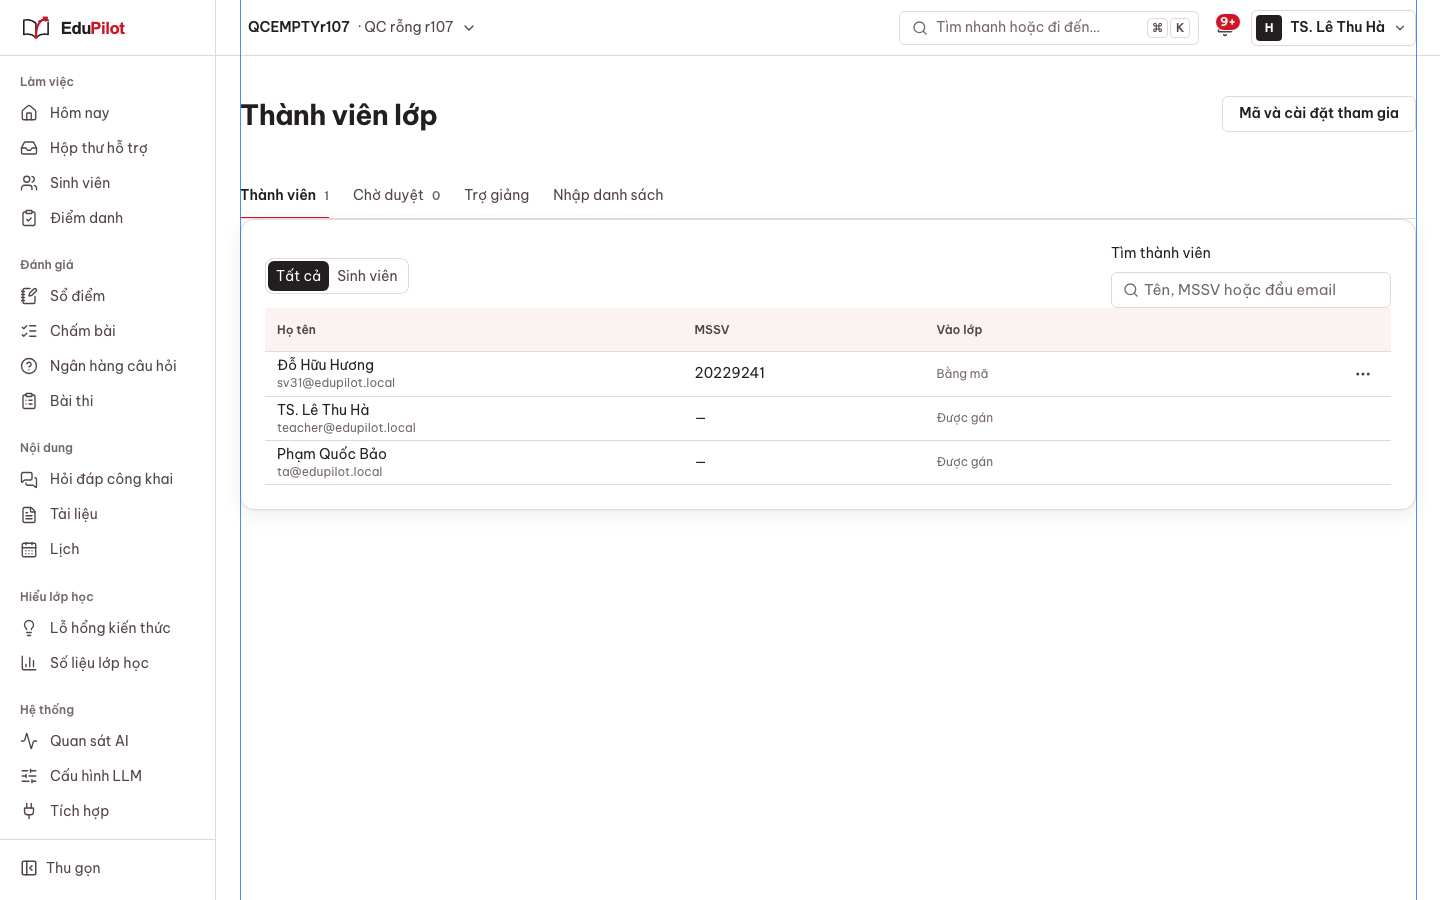 EduPilot
QCEMPTYr107 · QC rỗng r107
Tìm nhanh hoặc đi đến...
⌘ K
9+
H TS. Lê Thu Hà
Làm việc
Hôm nay
Hộp thư hỗ trợ
Sinh viên
Điểm danh
Đánh giá
Sổ điểm
Chấm bài
Ngân hàng câu hỏi
Bài thi
Nội dung
Hỏi đáp công khai
Tài liệu
Lịch
Hiểu lớp học
Lỗ hổng kiến thức
Số liệu lớp học
Hệ thống
Quan sát AI
Cấu hình LLM
Tích hợp
Thu gọn
Thành viên lớp
Mã và cài đặt tham gia
Thành viên 1 Chờ duyệt 0 Trợ giảng Nhập danh sách
Tìm thành viên
Tất cả Sinh viên
Tên, MSSV hoặc đầu email
Họ tên MSSV Vào lớp
Đỗ Hữu Hương
sv31@edupilot.local
20229241 Bằng mã
TS. Lê Thu Hà
teacher@edupilot.local
— Được gán
Phạm Quốc Bảo
ta@edupilot.local
— Được gán